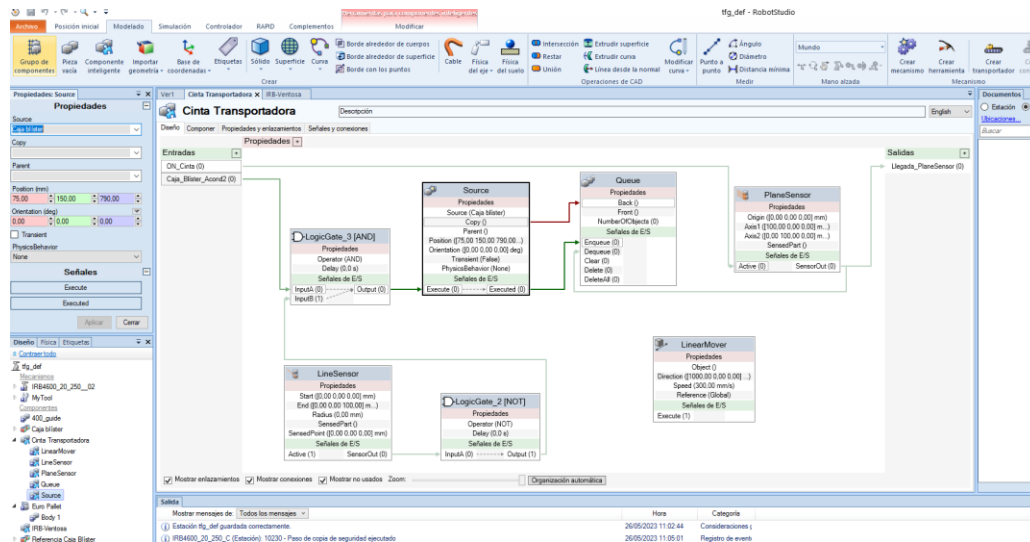 tfg_def - RobotStudio
Archivo Posición inicial Modelado Simulación Controlador RAPID Complementos Modificar
Grupo de componentes
Pieza vacía
Componente inteligente
Importar geometría
Base de coordenadas
Etiquetas
Sólido
Superficie
Curva
Borde alrededor de cuerpos
Borde alrededor de superficie
Borde con los puntos
Cable
Física del eje
Física del suelo
Intersección
Restar
Unión
Extrudir superficie
Extrudir curva
Línea desde la normal
Modificar curva
Punto a punto
Ángulo
Diámetro
Distancia mínima
Mundo
Crear mecanismo
Crear herramienta
Crear transportador
Crear
Crear
Operaciones de CAD
Medir
Mano alzada
Mecanismo
Propiedades: Source
Propiedades
Source
Caja blíster
Copy
Parent
Position (mm)
75.00 150.00 790.00
Orientation (deg)
0.00 0.00 0.00
Transient
PhysicsBehavior
None
Señales
Execute
Executed
Aplicar Cerrar
Diseño Física Etiquetas
Contraer todo
tfg_def
Mecanismos
IRB4600_20_250__02
MyTool
Componentes
400_guide
Caja blíster
Cinta Transportadora
LinearMover
LineSensor
PlaneSensor
Queue
Source
Euro Pallet
Body 1
IRB-Ventosa
Referencia Caja Blíster
Ver1 Cinta Transportadora X IRB-Ventosa
Cinta Transportadora
Descripción
English
Diseño Componer Propiedades y enlazamientos Señales y conexiones
Propiedades +
Entradas +
ON_Cinta (0)
Caja_Blister_Acond2 (0)
Salidas +
Llegada_PlaneSensor (0)
LogicGate_3 [AND]
Propiedades
Operator (AND)
Delay (0,0 s)
Señales de E/S
InputA (0) Output (0)
InputB (1)
Source
Propiedades
Source (Caja blíster)
Copy ()
Parent ()
Position ([75,00 150,00 790,00...)
Orientation ([0,00 0,00 0,00] deg)
Transient (False)
PhysicsBehavior (None)
Señales de E/S
Execute (0) Executed (0)
Queue
Propiedades
Back ()
Front ()
NumberOfObjects (0)
Señales de E/S
Enqueue (0)
Dequeue (0)
Clear (0)
Delete (0)
DeleteAll (0)
PlaneSensor
Propiedades
Origin ([0,00 0,00 0,00] mm)
Axis1 ([0,00 0,00 100,00] m...)
Axis2 ([0,00 100,00 0,00] m...)
SensedPart ()
Señales de E/S
Active (0) SensorOut (0)
LineSensor
Propiedades
Start ([0,00 0,00 0,00] mm)
End ([0,00 0,00 100,00] m...)
Radius (0,00 mm)
SensedPart ()
SensedPoint ([0,00 0,00 0,00] mm)
Señales de E/S
Active (1) SensorOut (0)
LogicGate_2 [NOT]
Propiedades
Operator (NOT)
Delay (0,0 s)
Señales de E/S
InputA (0) Output (1)
LinearMover
Propiedades
Object ()
Direction ([1000,00 0,00 0,00]...)
Speed (300,00 mm/s)
Reference (Global)
Señales de E/S
Execute (1)
Mostrar enlazamientos Mostrar conexiones Mostrar no usados Zoom: Organización automática
Salida
Mostrar mensajes de: Todos los mensajes Hora Categoría
Estación tfg_def guardada correctamente. 26/05/2023 11:02:44 Consideraciones
IRB4600_20_250_C (Estación): 10230 - Paso de copia de seguridad ejecutado 26/05/2023 11:05:01 Registro de event
Documentos
Estación
Ubicaciones...
Buscar